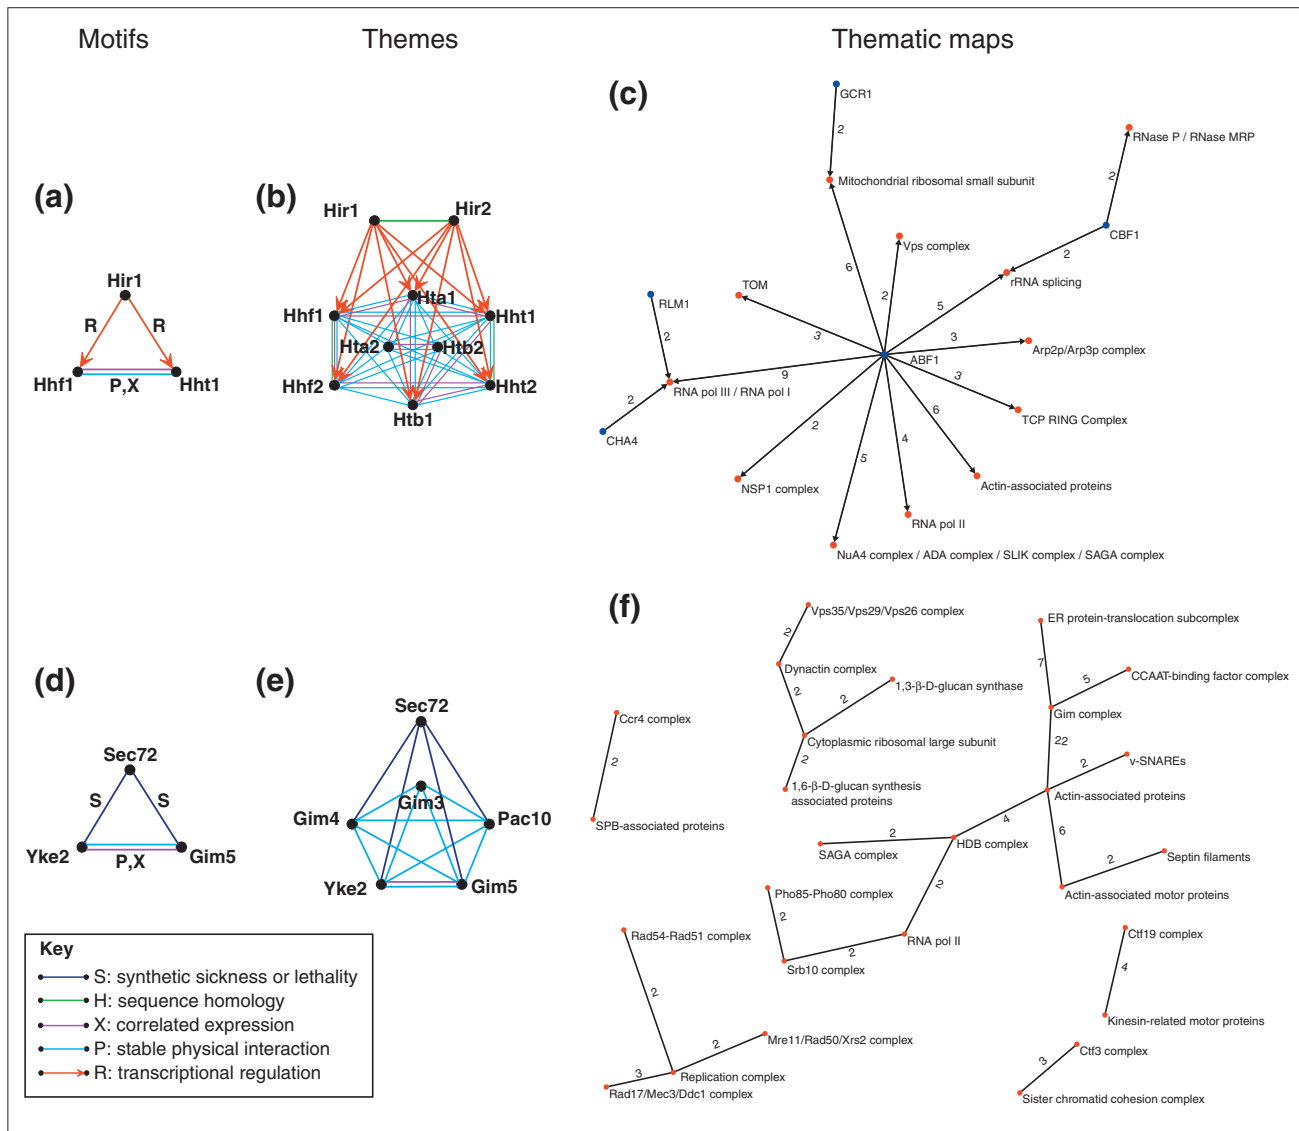 Motifs
Themes
Thematic maps
(a)
Hir1
R
R
Hhf1
P,X
Hht1
(b)
Hir1
Hir2
Hta1
Hhf1
Hht1
Hta2
Htb2
Hhf2
Hht2
Htb1
(c)
GCR1
2
RNase P / RNase MRP
2
Mitochondrial ribosomal small subunit
CBF1
Vps complex
2
6
rRNA splicing
TOM
2
5
RLM1
3
3
Arp2p/Arp3p complex
2
ABF1
9
3
RNA pol III / RNA pol I
2
TCP RING Complex
CHA4
2
6
4
5
NSP1 complex
Actin-associated proteins
RNA pol II
NuA4 complex / ADA complex / SLIK complex / SAGA complex
(d)
Sec72
S
S
Yke2
P,X
Gim5
(e)
Sec72
Gim3
Gim4
Pac10
Yke2
Gim5
(f)
Vps35/Vps29/Vps26 complex
2
Dynactin complex
2
2
1,3-β-D-glucan synthase
Cytoplasmic ribosomal large subunit
2
1,6-β-D-glucan synthesis
associated proteins
Ccr4 complex
2
SPB-associated proteins
ER protein-translocation subcomplex
7
5
CCAAT-binding factor complex
Gim complex
22
v-SNAREs
2
Actin-associated proteins
4
6
2
HDB complex
SAGA complex
2
Septin filaments
Actin-associated motor proteins
2
Pho85-Pho80 complex
2
RNA pol II
2
Srb10 complex
Rad54-Rad51 complex
2
2
Mre11/Rad50/Xrs2 complex
3
Replication complex
Rad17/Mec3/Ddc1 complex
Ctf19 complex
4
Kinesin-related motor proteins
Ctf3 complex
3
Sister chromatid cohesion complex
Key
S: synthetic sickness or lethality
H: sequence homology
X: correlated expression
P: stable physical interaction
R: transcriptional regulation